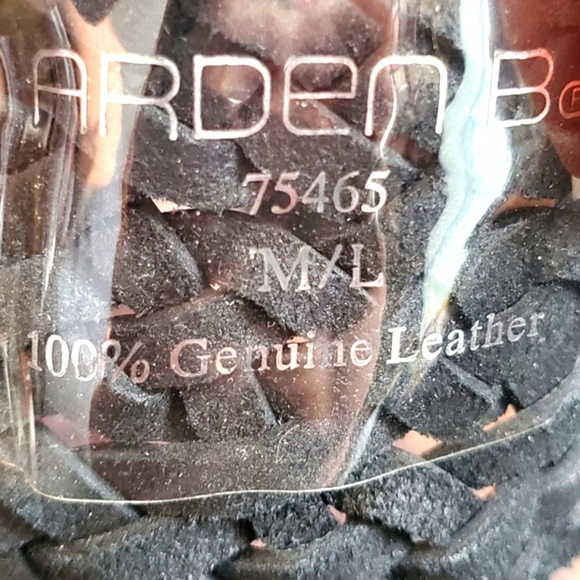 ARDEN B®
75465
M/L
100% Genuine Leather